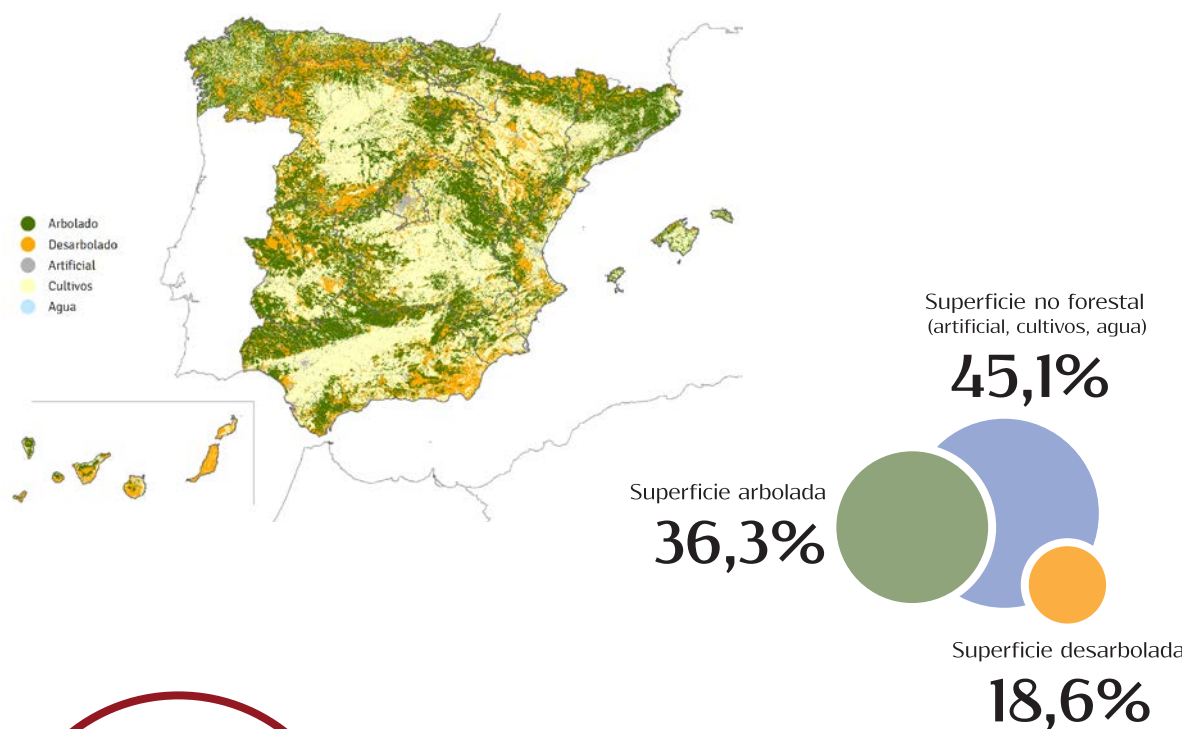 Arbolado
Desarbolado
Artificial
Cultivos
Agua
Superficie no forestal
(artificial, cultivos, agua)
45,1%
Superficie arbolada
36,3%
Superficie desarbolada
18,6%